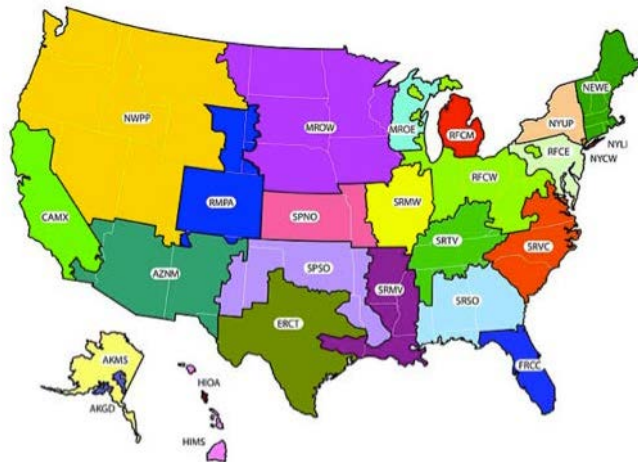 NEWE
NWPP
MROW
MROE
RFCM
NYUP
RFCE
NYLI
NYCW
RFCW
CAMX
RMPA
SPNO
SRMW
SRTV
SRVC
AZNM
SPSO
SRMV
SRSO
ERCT
FRCC
AKMS
AKGD
HIOA
HIMS